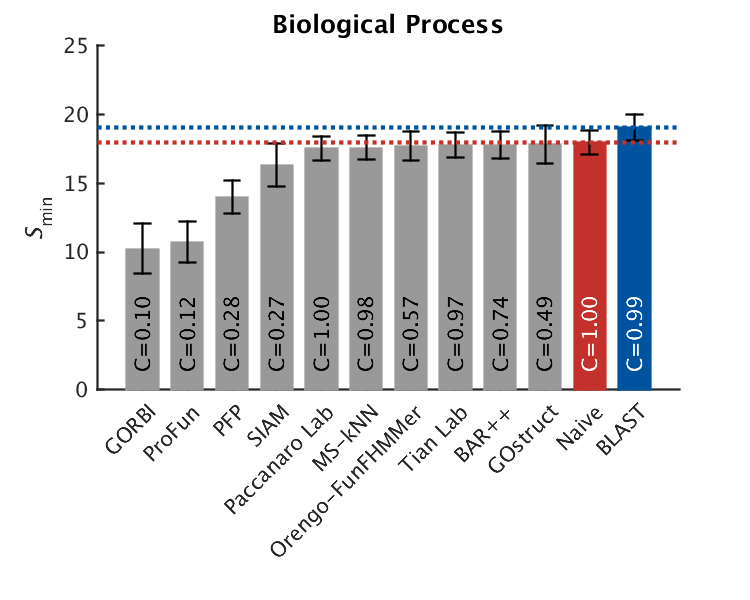 Biological Process
25
20
15
10
5
0
Smin
C=0.10
C=0.12
C=0.28
C=0.27
C=1.00
C=0.98
C=0.57
C=0.97
C=0.74
C=0.49
C=1.00
C=0.99
GORBI
ProFun
PFP
SIAM
Paccanaro Lab
MS-kNN
Orengo-FunFHMMer
Tian Lab
BAR++
GOstruct
Naive
BLAST